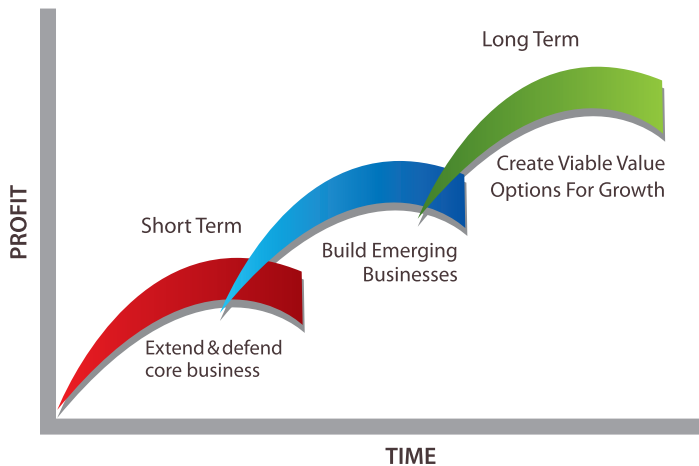 Long Term
Create Viable Value
Options For Growth
PROFIT
Short Term
Build Emerging
Businesses
Extend & defend
core business
TIME